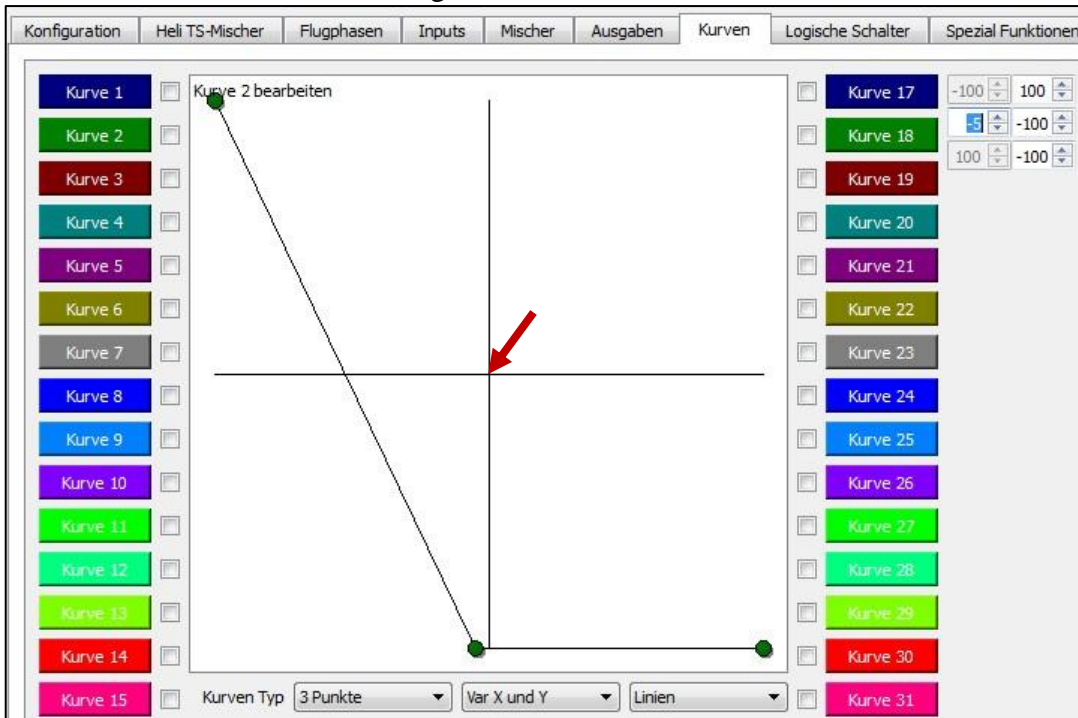 Konfiguration Heli TS-Mischer Flugphasen Inputs Mischer Ausgaben Kurven Logische Schalter Spezial Funktionen
Kurve 2 bearbeiten
Kurve 1 Kurve 17 -100 100
Kurve 2 Kurve 18 -5 -100
Kurve 3 Kurve 19 100 -100
Kurve 4 Kurve 20
Kurve 5 Kurve 21
Kurve 6 Kurve 22
Kurve 7 Kurve 23
Kurve 8 Kurve 24
Kurve 9 Kurve 25
Kurve 10 Kurve 26
Kurve 11 Kurve 27
Kurve 12 Kurve 28
Kurve 13 Kurve 29
Kurve 14 Kurve 30
Kurve 15 Kurven Typ 3 Punkte Var X und Y Linien Kurve 31